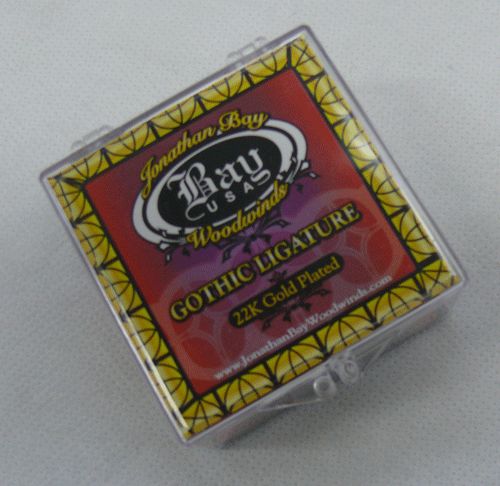 Jonathan Bay
Bay
USA
Woodwinds
GOTHIC LIGATURE
22K Gold Plated
www.JonathanBayWoodwinds.com